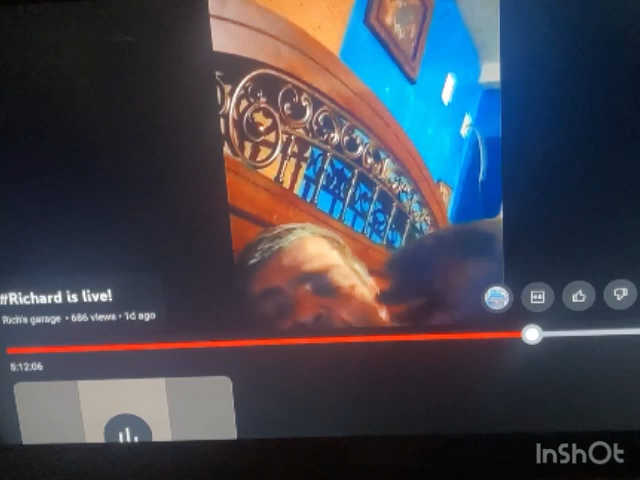 #Richard is live!
Rich's garage • 686 views • 1d ago
5:12:06
InShOt